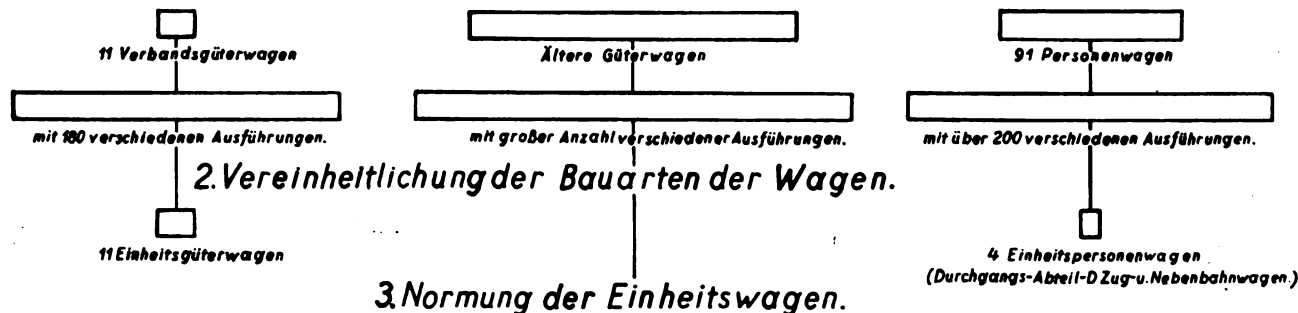 11 Verbandsgüterwagen
Ältere Güterwagen
91 Personenwagen
mit 180 verschiedenen Ausführungen.
mit großer Anzahl verschiedener Ausführungen.
mit über 200 verschiedenen Ausführungen.
2. Vereinheitlichung der Bauarten der Wagen.
11 Einheitsgüterwagen
4 Einheitspersonenwagen
(Durchgangs-Abteil-D Zug-u. Nebenbahnwagen.)
3. Normung der Einheitswagen.